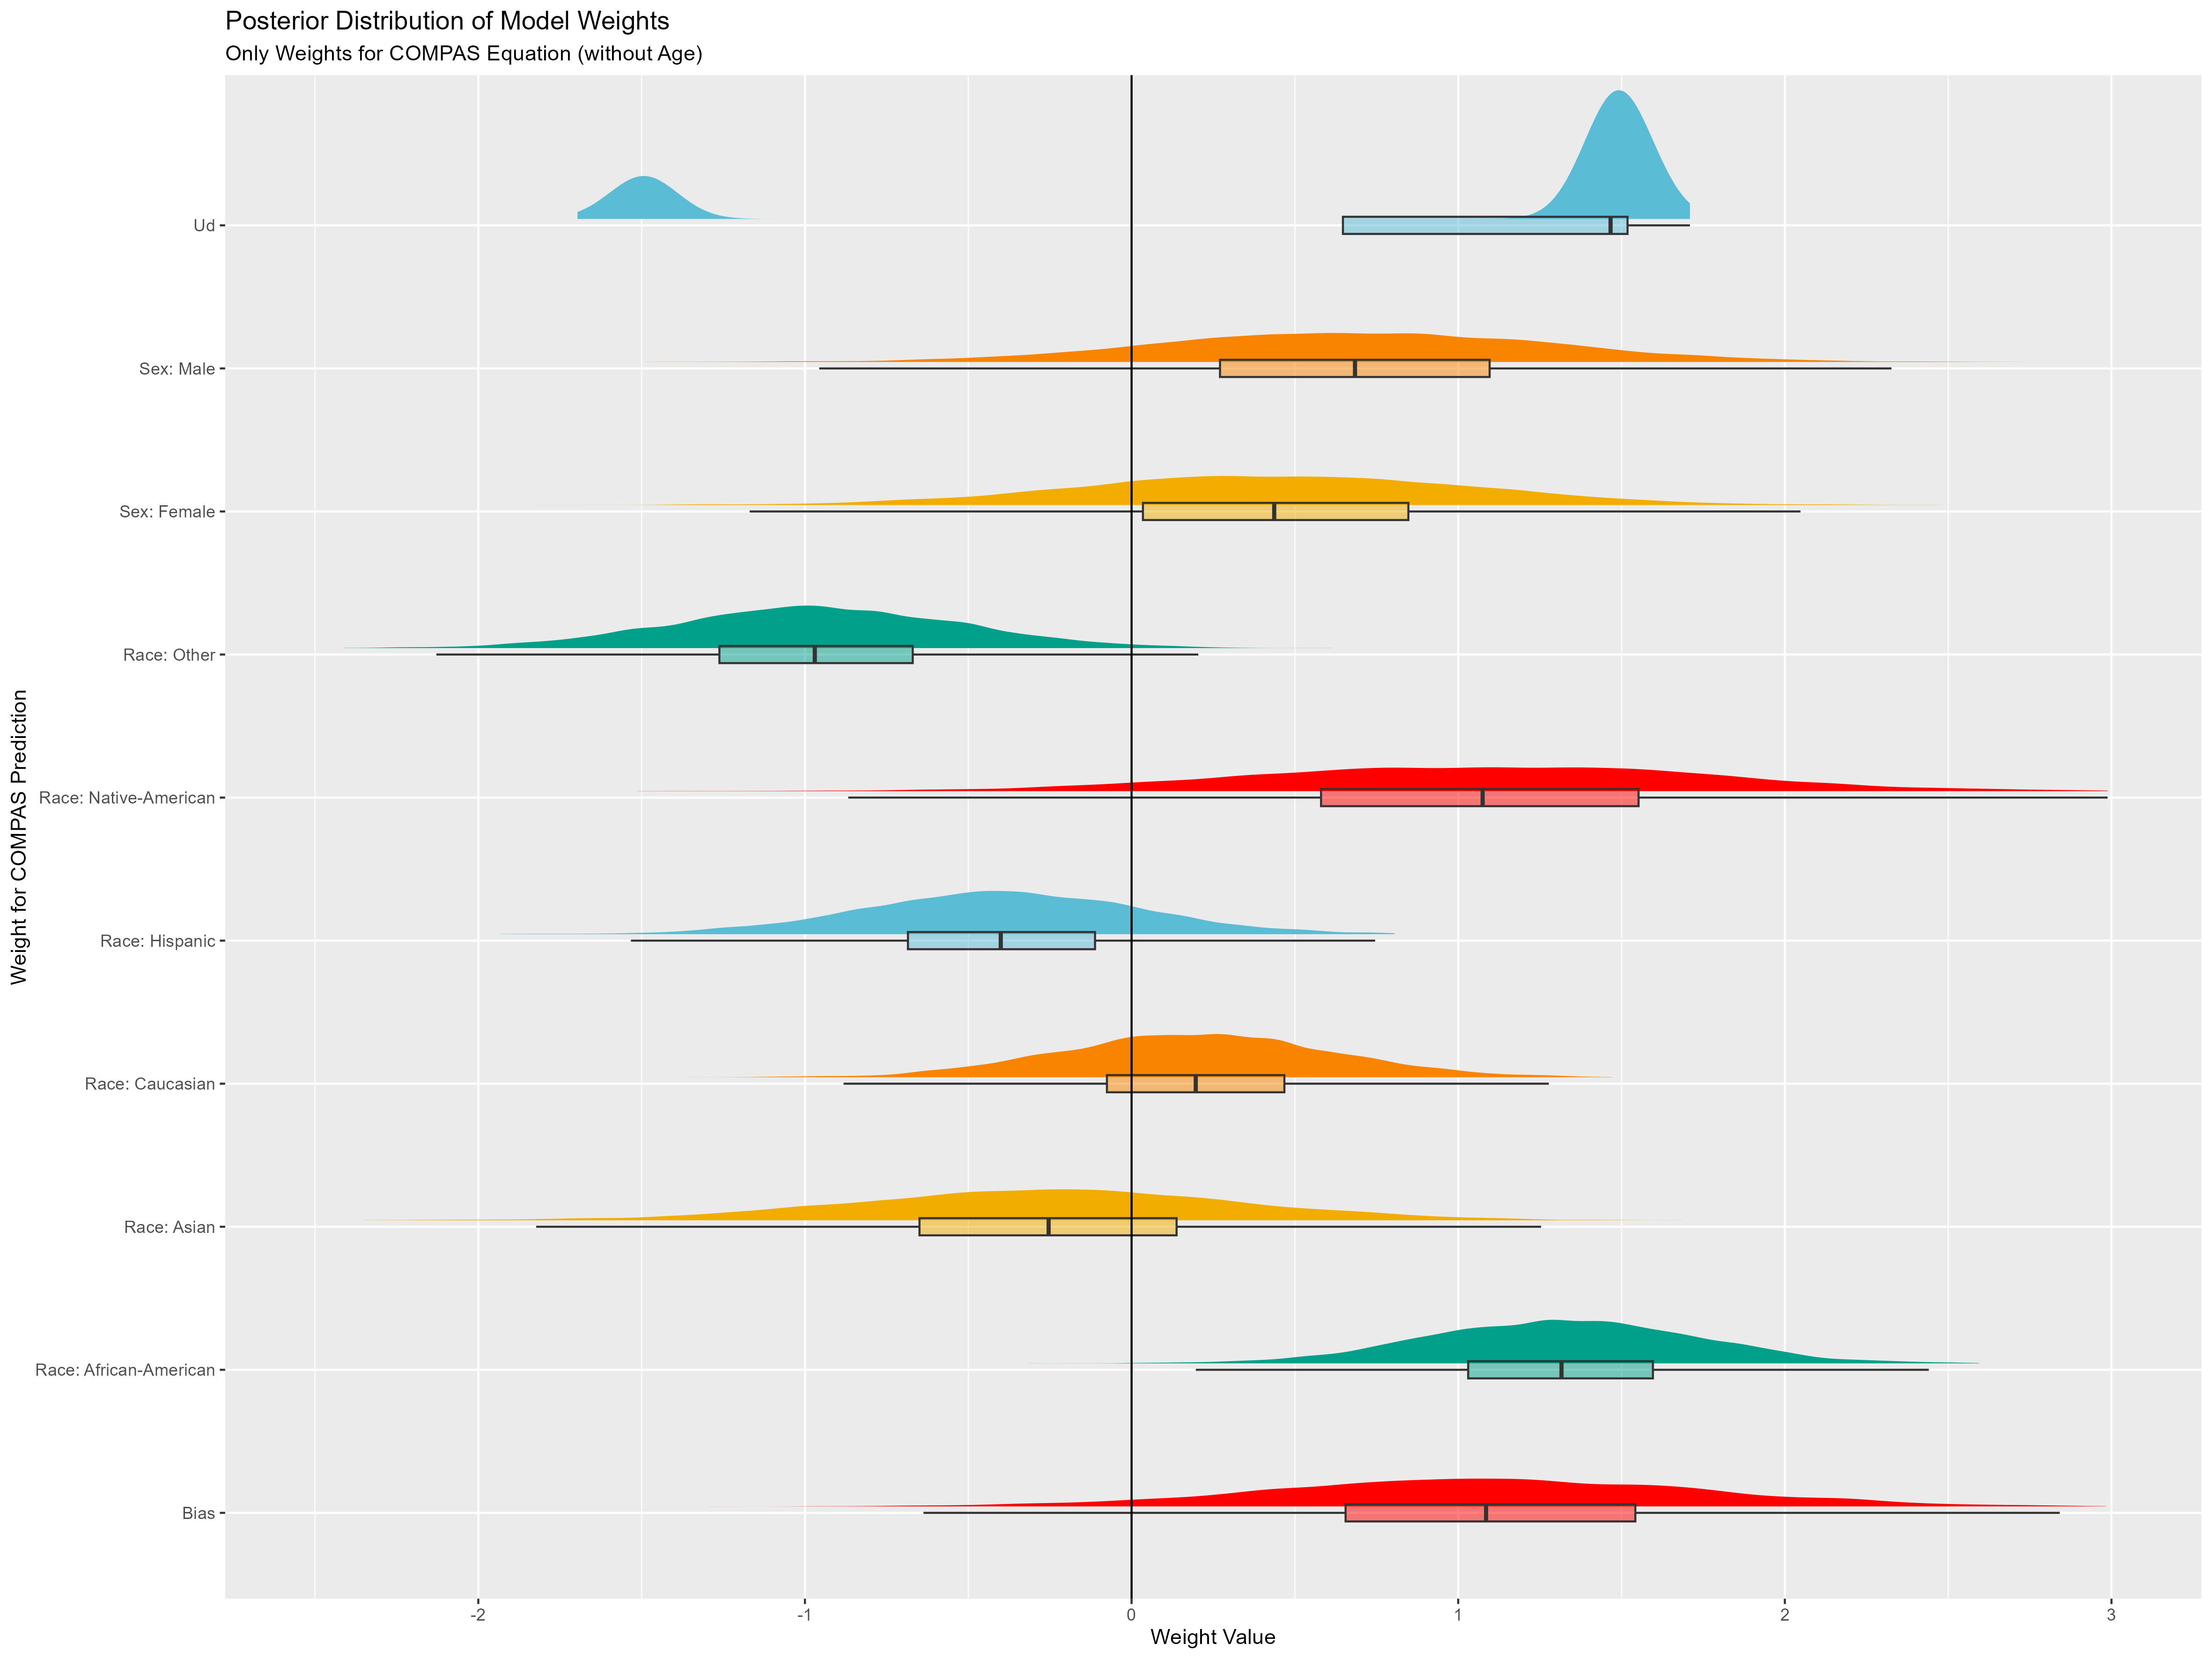 Posterior Distribution of Model Weights
Only Weights for COMPAS Equation (without Age)
Weight for COMPAS Prediction
Ud
Sex: Male
Sex: Female
Race: Other
Race: Native-American
Race: Hispanic
Race: Caucasian
Race: Asian
Race: African-American
Bias
-2 -1 0 1 2 3
Weight Value